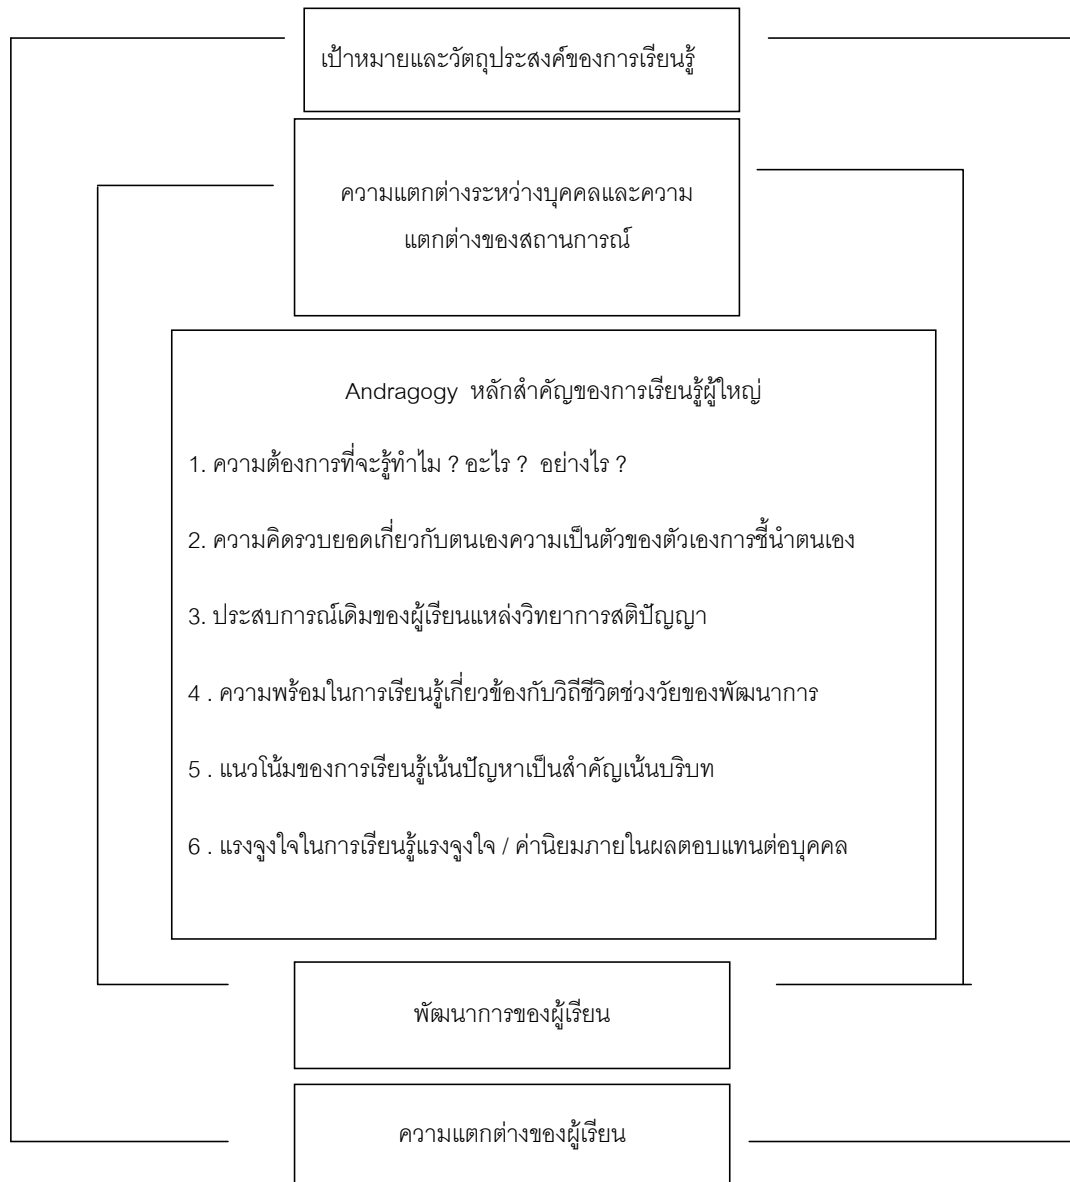 เป้าหมายและวัตถุประสงค์ของการเรียนรู้
ความแตกต่างระหว่างบุคคลและความ
แตกต่างของสถานการณ์
Andragogy หลักสำคัญของการเรียนรู้ผู้ใหญ่
1. ความต้องการที่จะรู้ทำไม ? อะไร ? อย่างไร ?
2. ความคิดรวบยอดเกี่ยวกับตนเองความเป็นตัวของตัวเองการชี้นำตนเอง
3. ประสบการณ์เดิมของผู้เรียนแหล่งวิทยาการสติปัญญา
4 . ความพร้อมในการเรียนรู้เกี่ยวข้องกับวิถีชีวิตช่วงวัยของพัฒนาการ
5 . แนวโน้มของการเรียนรู้เน้นปัญหาเป็นสำคัญเน้นบริบท
6 . แรงจูงใจในการเรียนรู้แรงจูงใจ / ค่านิยมภายในผลตอบแทนต่อบุคคล
พัฒนาการของผู้เรียน
ความแตกต่างของผู้เรียน